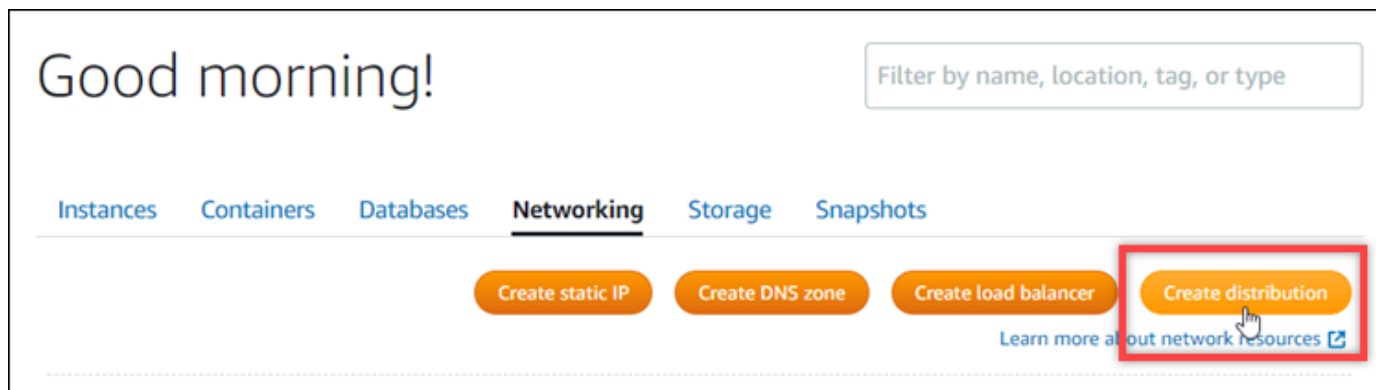 Good morning!
Filter by name, location, tag, or type
Instances Containers Databases Networking Storage Snapshots
Create static IP Create DNS zone Create load balancer Create distribution
Learn more about network resources